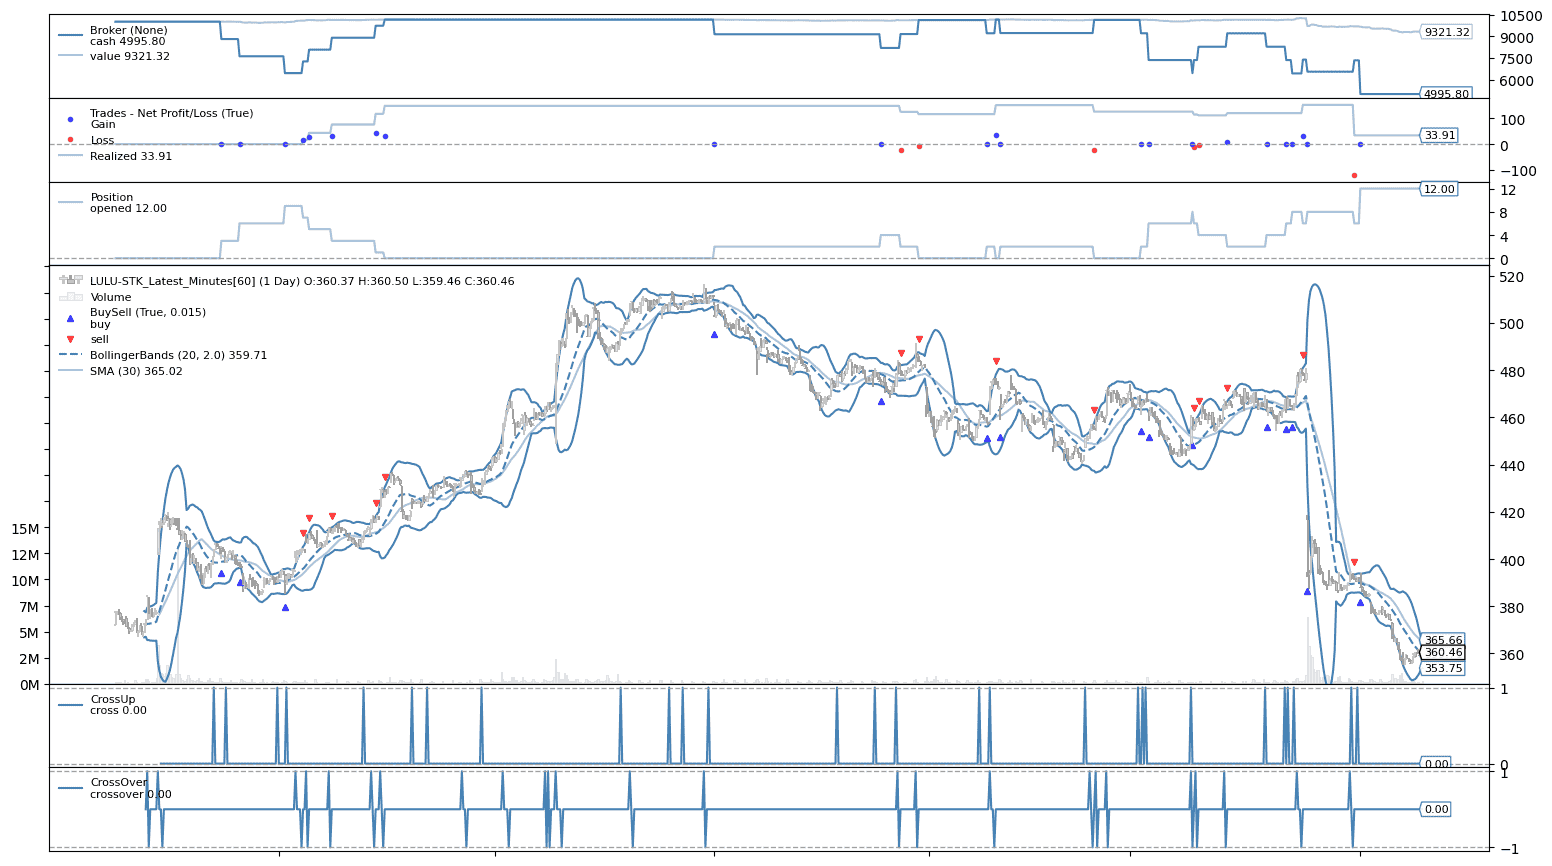 Broker (None)
cash 4995.80
value 9321.32
10500
9321.32
9000
7500
6000
4995.80
Trades - Net Profit/Loss (True)
Gain
Loss
Realized 33.91
100
33.91
0
−100
Position
opened 12.00
12
12.00
8
4
0
LULU-STK_Latest_Minutes[60] (1 Day) O:360.37 H:360.50 L:359.46 C:360.46
Volume
BuySell (True, 0.015)
buy
sell
BollingerBands (20, 2.0) 359.71
SMA (30) 365.02
520
500
480
460
440
420
400
380
360
365.66
360.46
353.75
15M
12M
10M
7M
5M
2M
0M
CrossUp
cross 0.00
1
0
0.00
CrossOver
crossover 0.00
1
0.00
−1